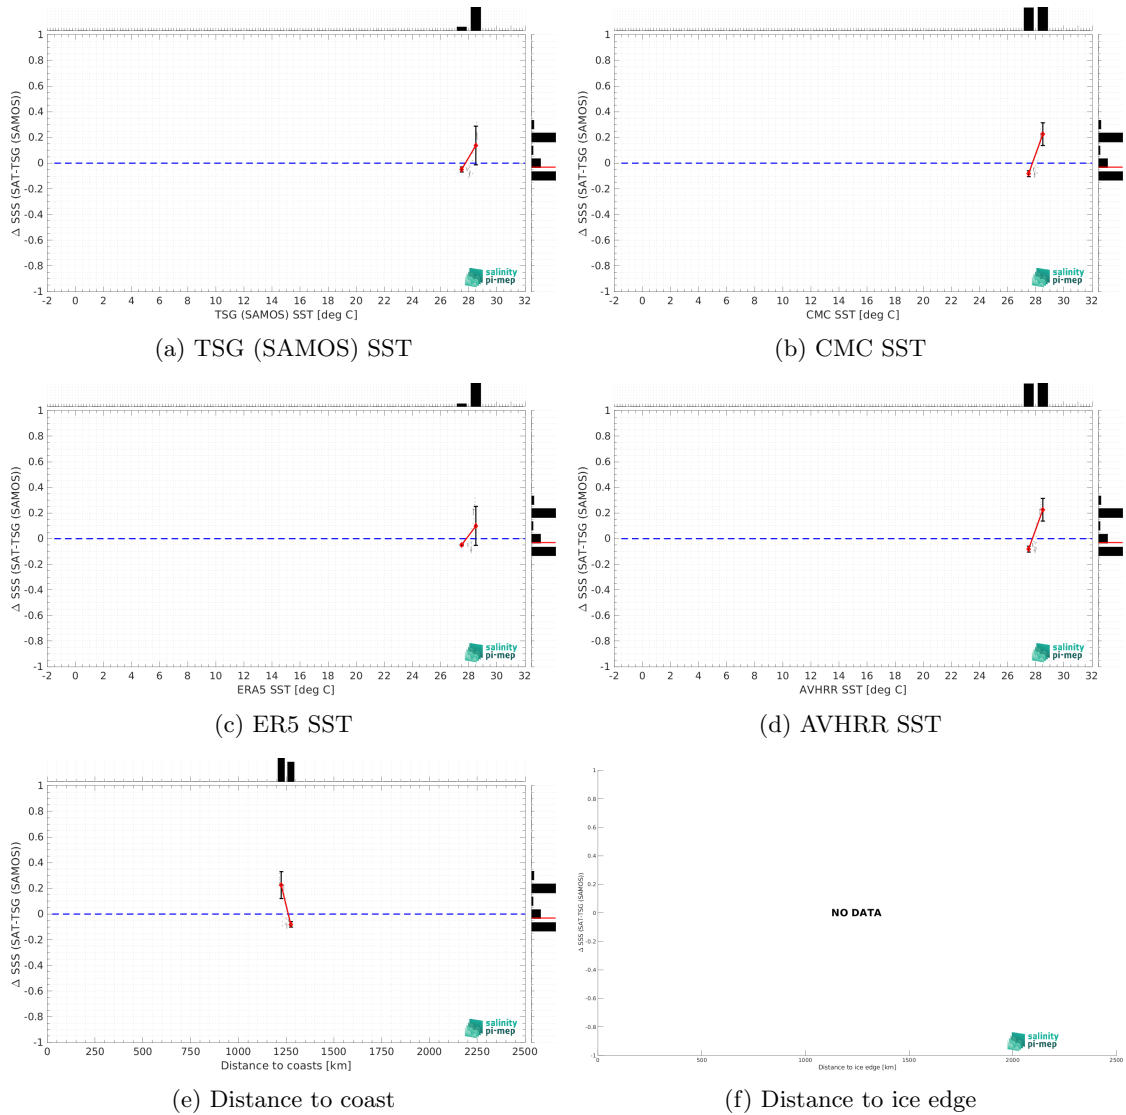 1
0.8
0.6
0.4
0.2
0
-0.2
-0.4
-0.6
-0.8
-1
Δ SSS (SAT-TSG (SAMOS))
salinity
pi-mep
-2 0 2 4 6 8 10 12 14 16 18 20 22 24 26 28 30 32
TSG (SAMOS) SST [deg C]
(a) TSG (SAMOS) SST
1
0.8
0.6
0.4
0.2
0
-0.2
-0.4
-0.6
-0.8
-1
Δ SSS (SAT-TSG (SAMOS))
salinity
pi-mep
-2 0 2 4 6 8 10 12 14 16 18 20 22 24 26 28 30 32
CMC SST [deg C]
(b) CMC SST
1
0.8
0.6
0.4
0.2
0
-0.2
-0.4
-0.6
-0.8
-1
Δ SSS (SAT-TSG (SAMOS))
salinity
pi-mep
-2 0 2 4 6 8 10 12 14 16 18 20 22 24 26 28 30 32
ERA5 SST [deg C]
(c) ER5 SST
1
0.8
0.6
0.4
0.2
0
-0.2
-0.4
-0.6
-0.8
-1
Δ SSS (SAT-TSG (SAMOS))
salinity
pi-mep
-2 0 2 4 6 8 10 12 14 16 18 20 22 24 26 28 30 32
AVHRR SST [deg C]
(d) AVHRR SST
1
0.8
0.6
0.4
0.2
0
-0.2
-0.4
-0.6
-0.8
-1
Δ SSS (SAT-TSG (SAMOS))
salinity
pi-mep
0 250 500 750 1000 1250 1500 1750 2000 2250 2500
Distance to coasts [km]
(e) Distance to coast
1
0.8
0.6
0.4
0.2
0
-0.2
-0.4
-0.6
-0.8
-1
Δ SSS (SAT-TSG (SAMOS))
NO DATA
salinity
pi-mep
0 500 1000 1500 2000 2500
Distance to ice edge [km]
(f) Distance to ice edge